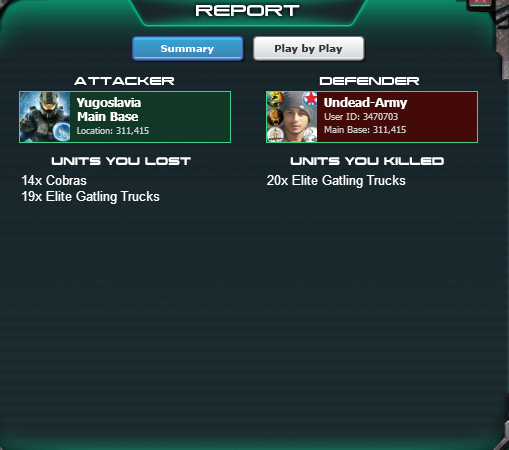 REPORT
Summary
Play by Play
ATTACKER
DEFENDER
Yugoslavia
Main Base
Location: 311,415
Undead-Army
User ID: 3470703
Main Base: 311,415
UNITS YOU LOST
UNITS YOU KILLED
14x Cobras
19x Elite Gatling Trucks
20x Elite Gatling Trucks